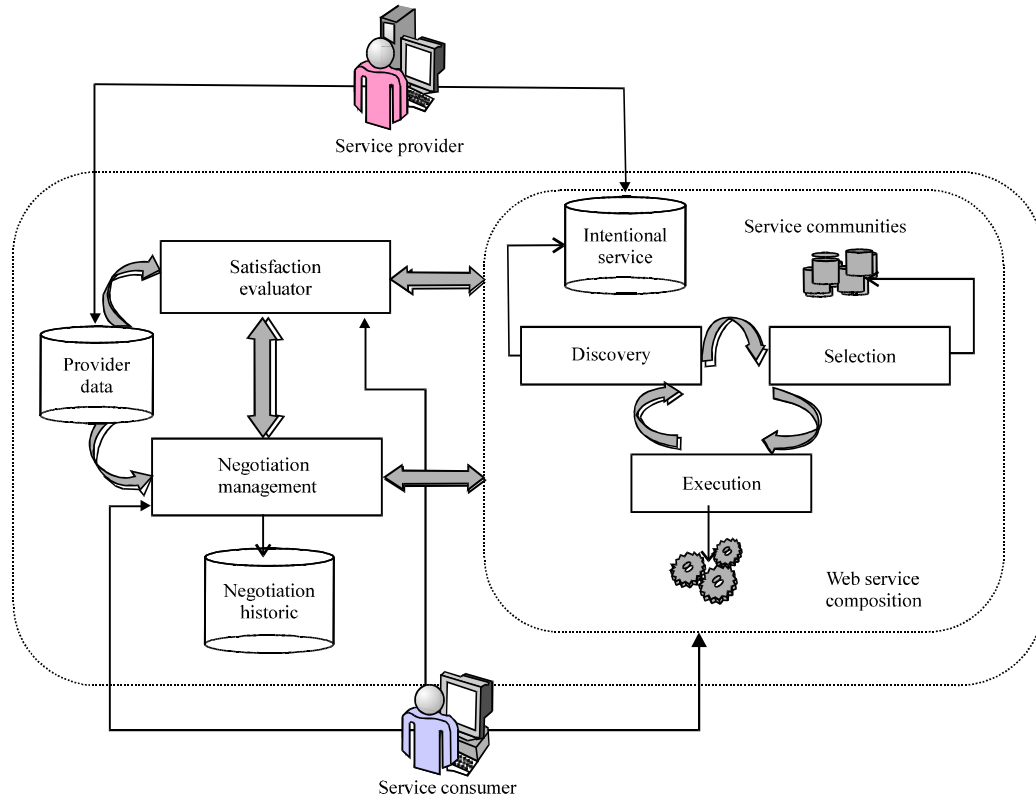 Service provider
Intentional
service
Service communities
Satisfaction
evaluator
Discovery
Selection
Provider
data
Negotiation
management
Execution
Negotiation
historic
Web service
composition
Service consumer